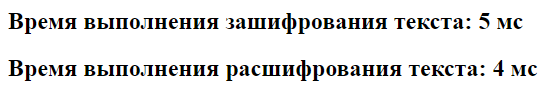 Время выполнения зашифрования текста: 5 мс
Время выполнения расшифрования текста: 4 мс